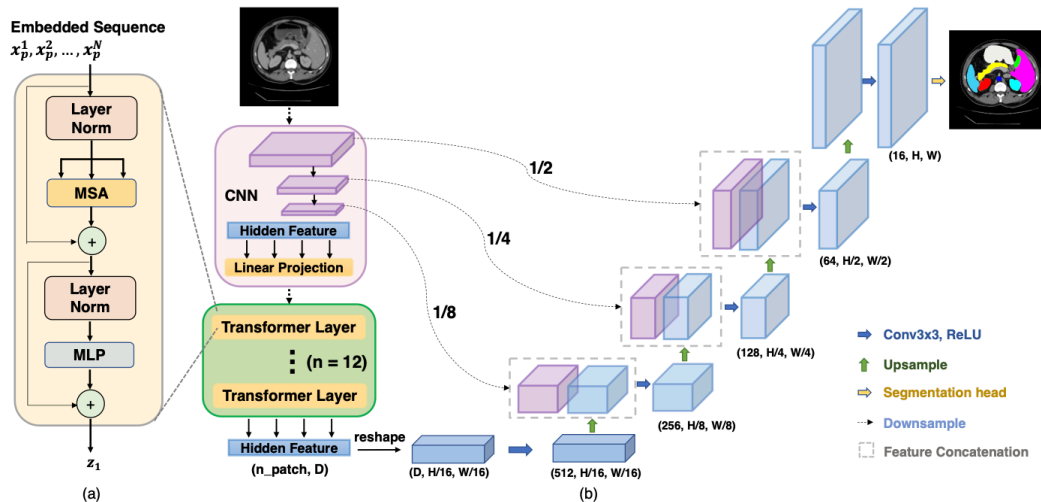 Embedded Sequence
x_p^1, x_p^2, ..., x_p^N
Layer
Norm
MSA
+
Layer
Norm
MLP
+
z_1
(a)
CNN
Hidden Feature
Linear Projection
Transformer Layer
(n = 12)
Transformer Layer
Hidden Feature
(n_patch, D)
reshape
(D, H/16, W/16)
(512, H/16, W/16)
(b)
1/2
1/4
1/8
(256, H/8, W/8)
(128, H/4, W/4)
(64, H/2, W/2)
(16, H, W)
Conv3x3, ReLU
Upsample
Segmentation head
Downsample
Feature Concatenation